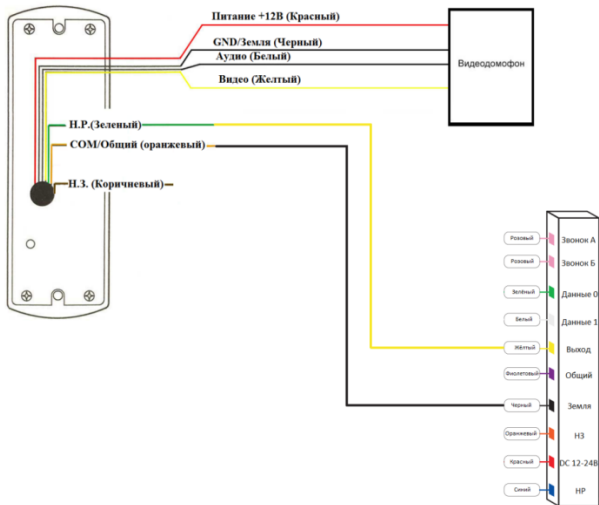 Питание +12В (Красный)
GND/Земля (Черный)
Аудио (Белый)
Видео (Желтый)
Видеодомофон
Н.Р.(Зеленый)
COM/Общий (оранжевый)
Н.З. (Коричневый)
Розовый Звонок А
Розовый Звонок Б
Зелёный Данные 0
Белый Данные 1
Жёлтый Выход
Фиолетовый Общий
Черный Земля
Оранжевый НЗ
Красный DC 12-24В
Синий НР